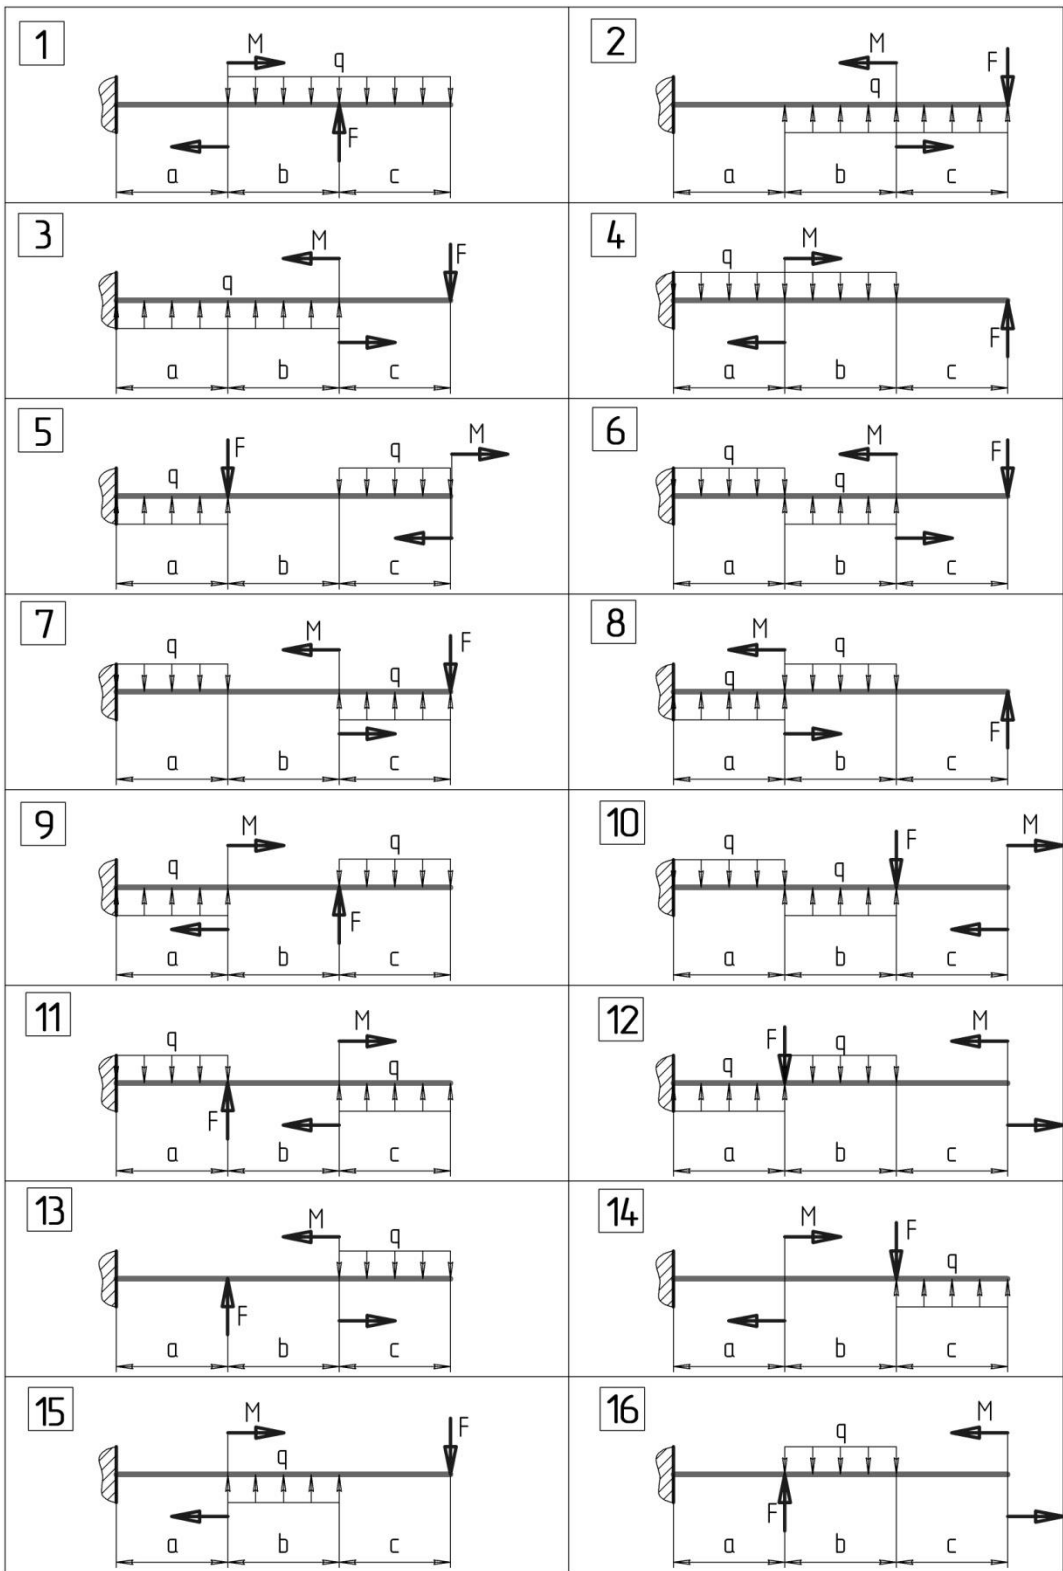 1 M q F a b c
2 M q F a b c
3 M q F a b c
4 q M F a b c
5 q F q M a b c
6 q q M F a b c
7 q M q F a b c
8 q M q F a b c
9 q M F q a b c
10 q q F M a b c
11 q F M q a b c
12 q F q M a b c
13 F M q a b c
14 M F q a b c
15 M q F a b c
16 F q M a b c